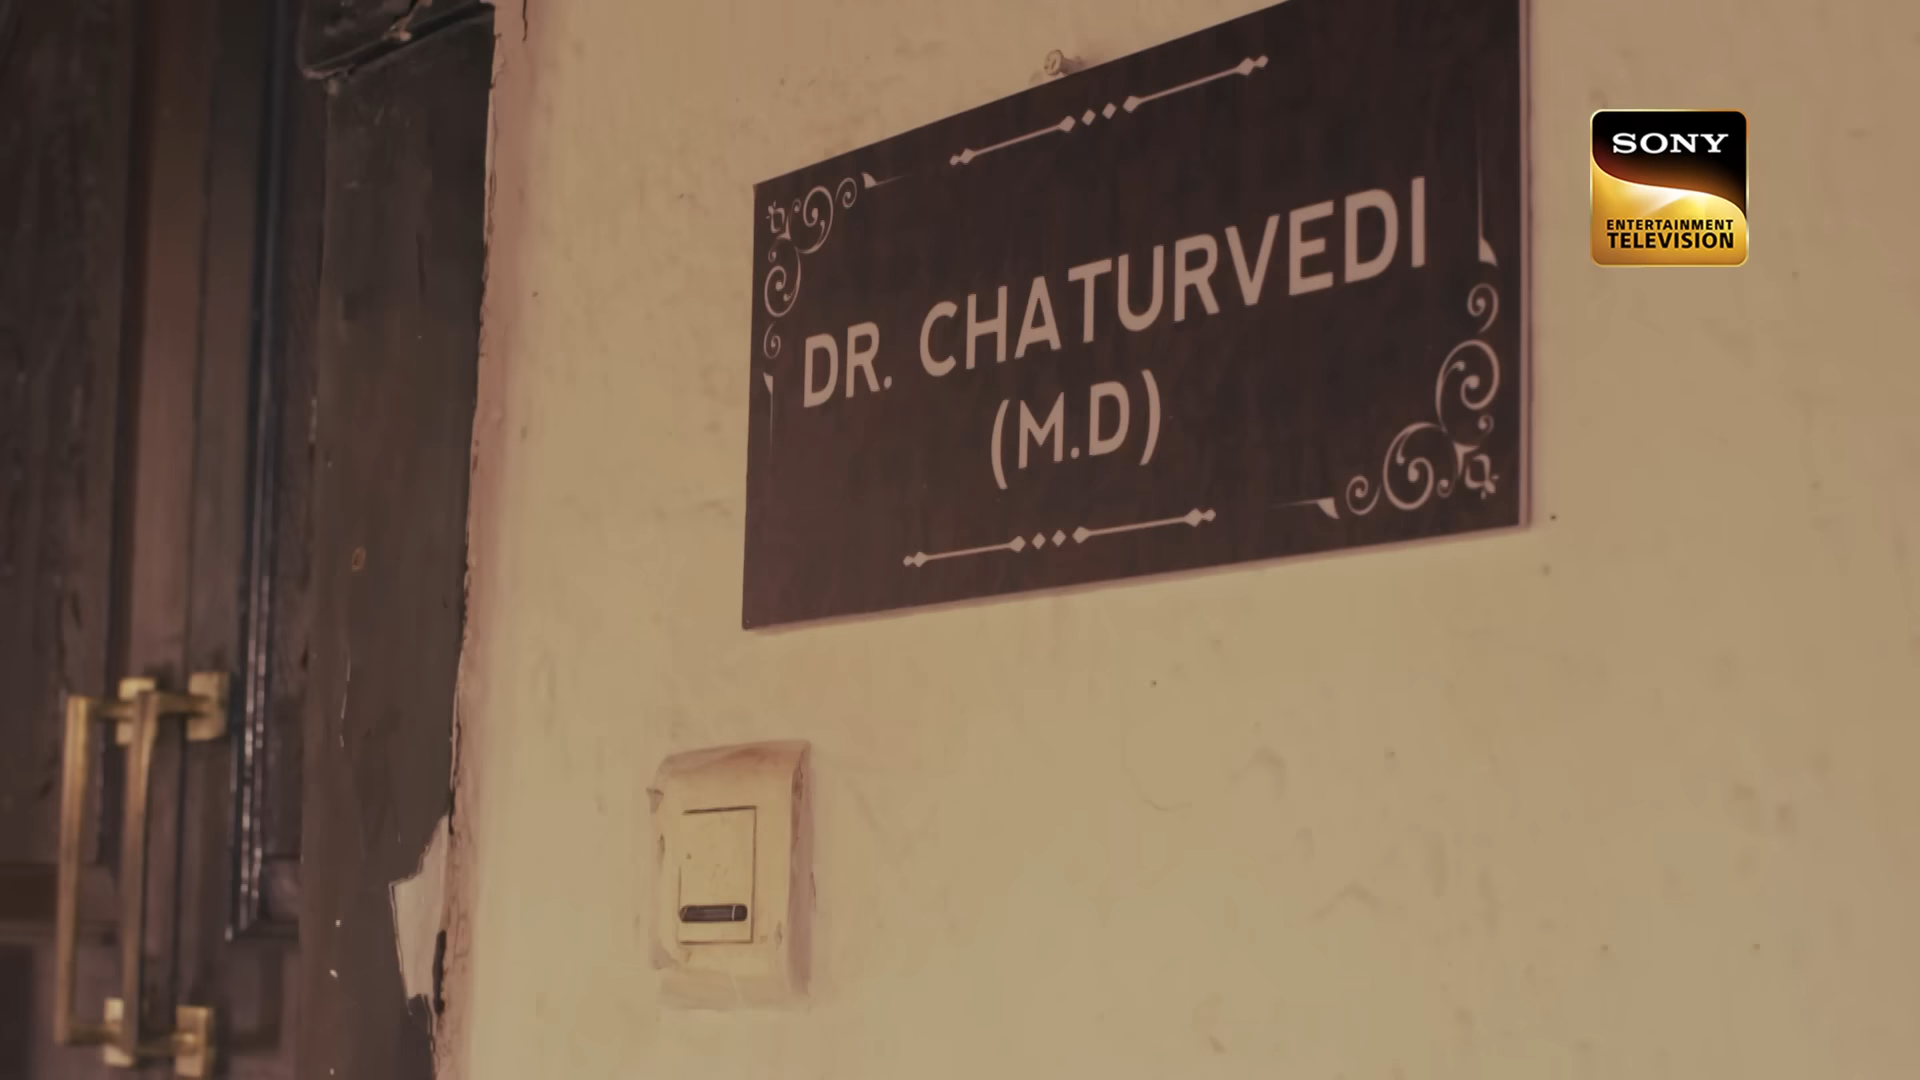 DR. CHATURVEDI
(M.D)
SONY
ENTERTAINMENT
TELEVISION